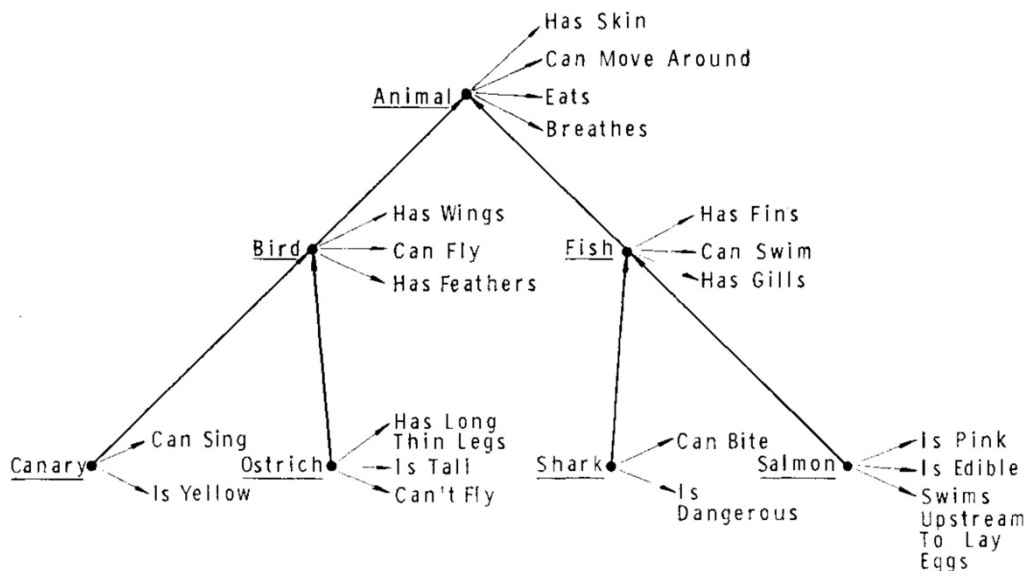 Has Skin
Can Move Around
Animal
Eats
Breathes
Has Wings
Bird
Can Fly
Has Feathers
Has Fins
Fish
Can Swim
Has Gills
Canary
Can Sing
Is Yellow
Ostrich
Has Long
Thin Legs
Is Tall
Can't Fly
Shark
Can Bite
Is
Dangerous
Salmon
Is Pink
Is Edible
Swims
Upstream
To Lay
Eggs